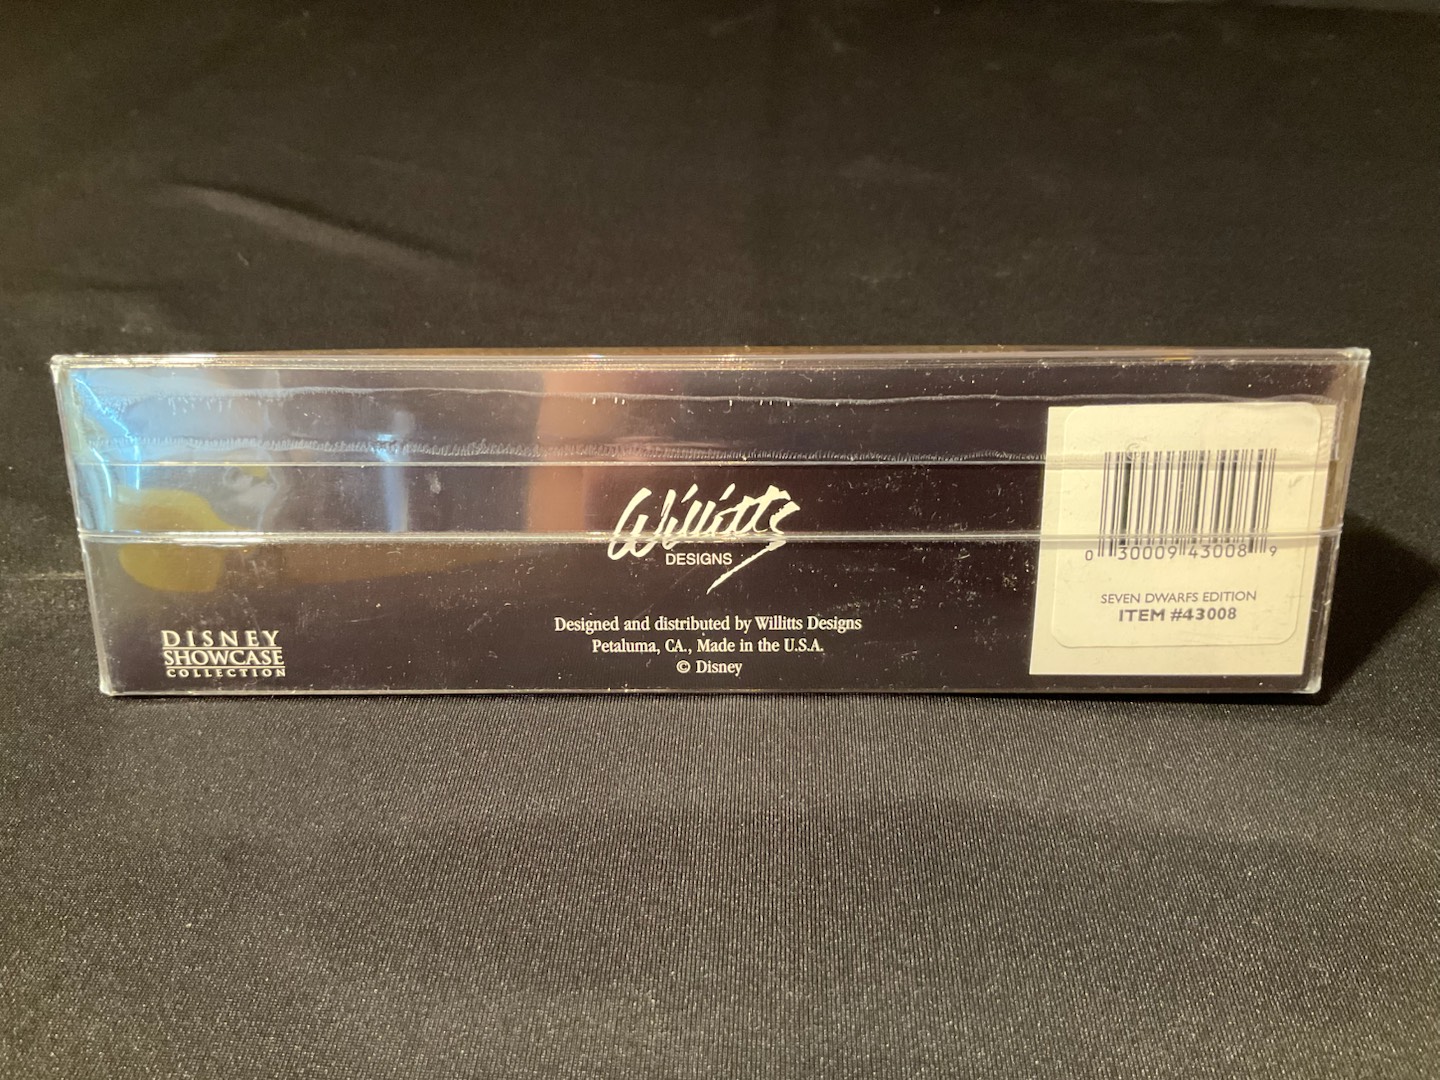 Willitts
DESIGNS
Designed and distributed by Willitts Designs
Petaluma, CA., Made in the U.S.A.
© Disney
DISNEY
SHOWCASE
COLLECTION
0 30009 43008 9
SEVEN DWARFS EDITION
ITEM #43008